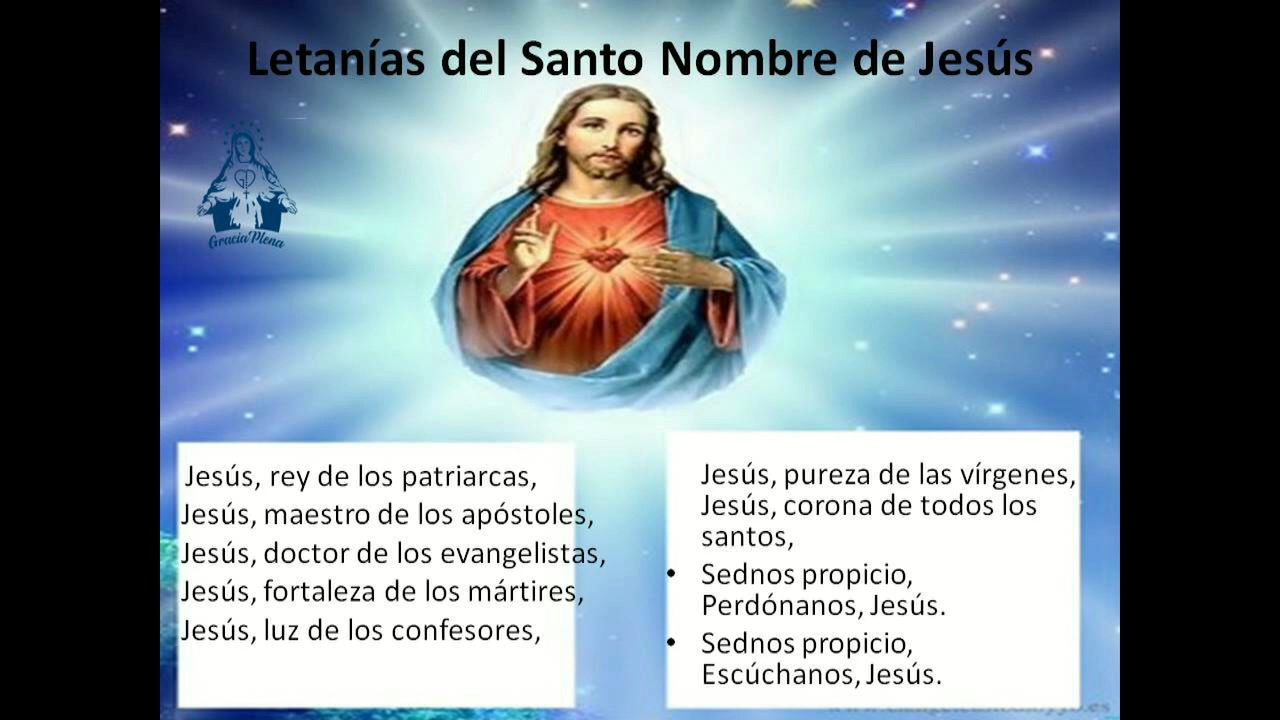 Letanías del Santo Nombre de Jesús
Gracia Plena
Jesús, rey de los patriarcas,
Jesús, maestro de los apóstoles,
Jesús, doctor de los evangelistas,
Jesús, fortaleza de los mártires,
Jesús, luz de los confesores,
Jesús, pureza de las vírgenes,
Jesús, corona de todos los
santos,
• Sednos propicio,
Perdónanos, Jesús.
• Sednos propicio,
Escúchanos, Jesús.